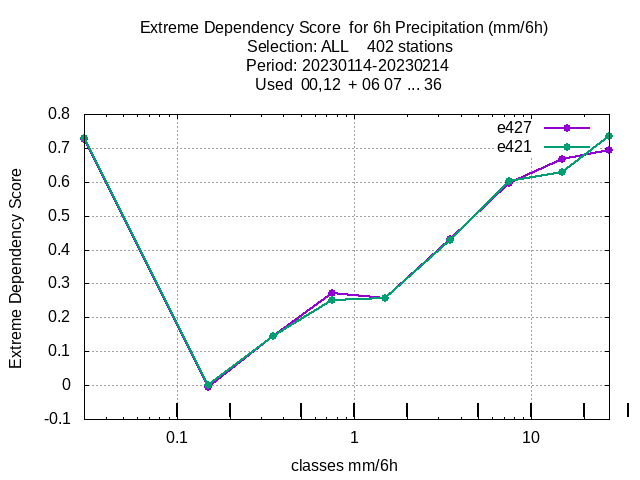 Extreme Dependency Score  for 6h Precipitation (mm/6h)
Selection: ALL    402 stations
Period: 20230114-20230214
Used  00,12  + 06 07 ... 36
e427
e421
0.8
0.7
0.6
0.5
0.4
0.3
0.2
0.1
0
-0.1
Extreme Dependency Score
0.1 1 10
classes mm/6h